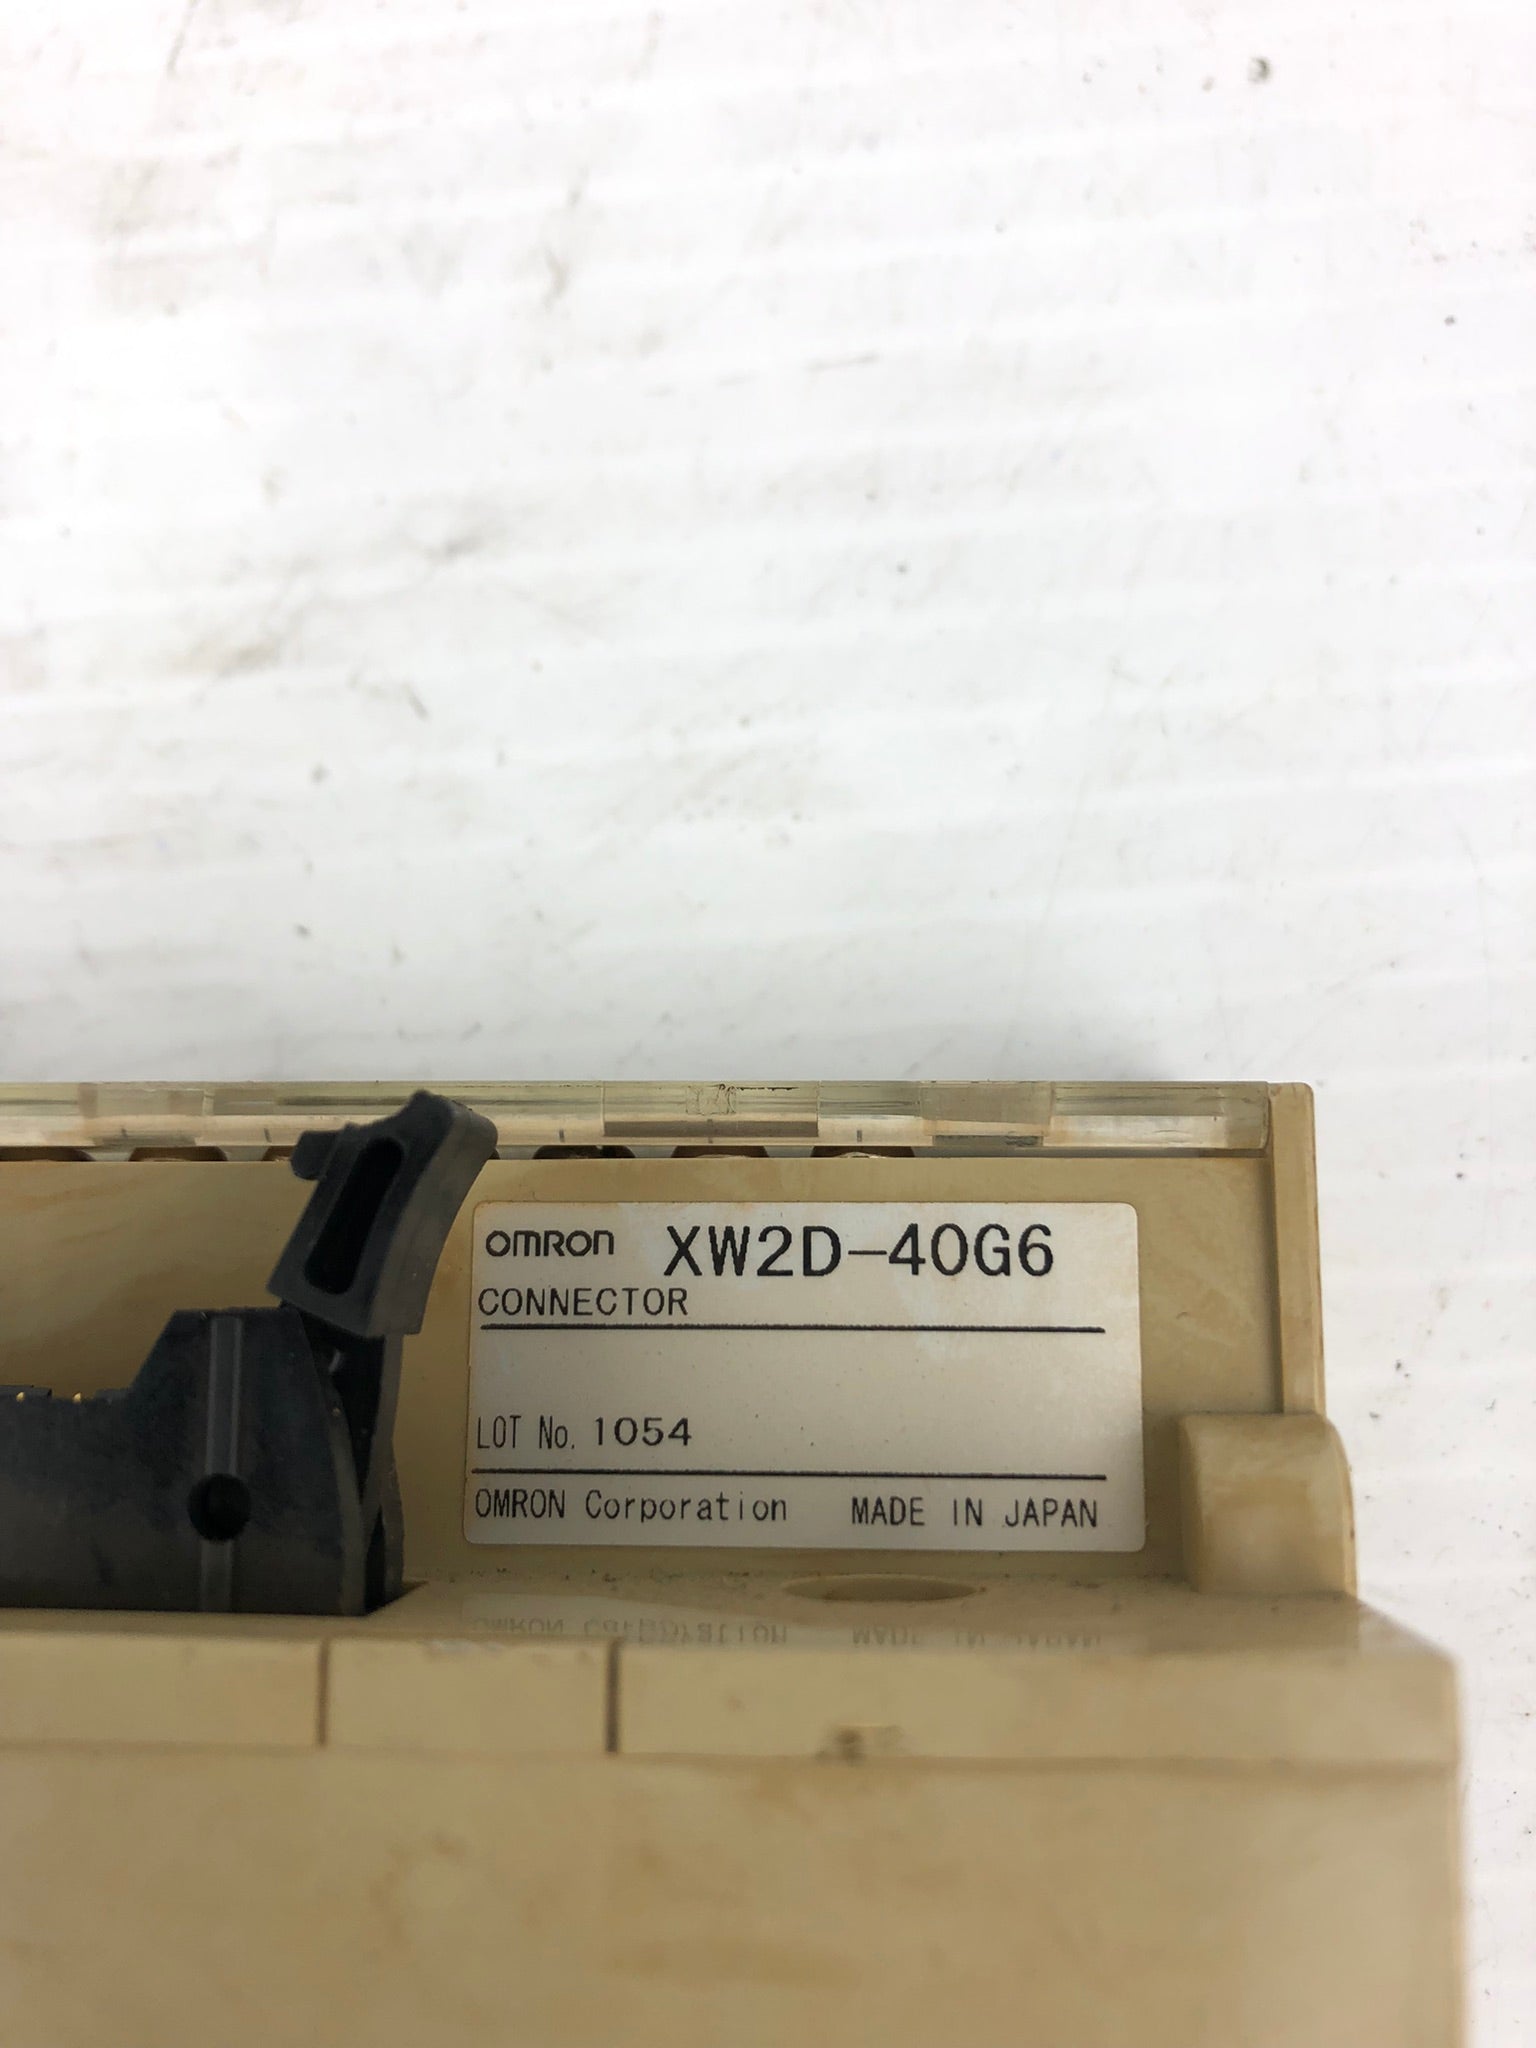 OMRON XW2D-40G6
CONNECTOR
LOT No. 1054
OMRON Corporation MADE IN JAPAN